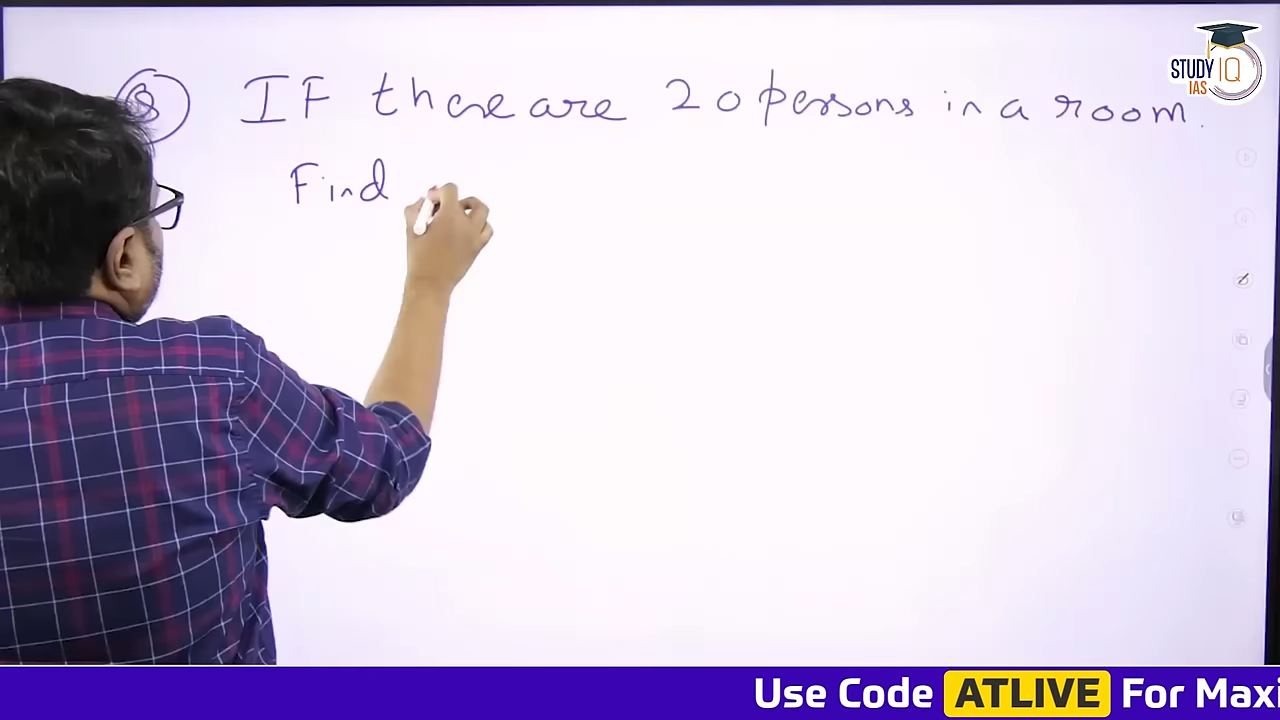 Q IF there are 20 persons in a room.
Find
STUDY IQ
IAS
Use Code ATLIVE For Maxi